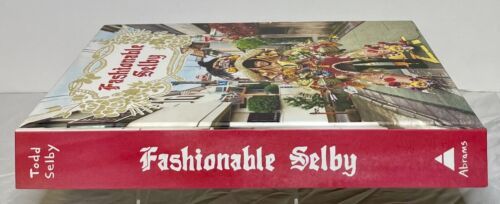 Fashionable
Selby
Todd
Selby
Fashionable Selby
Abrams